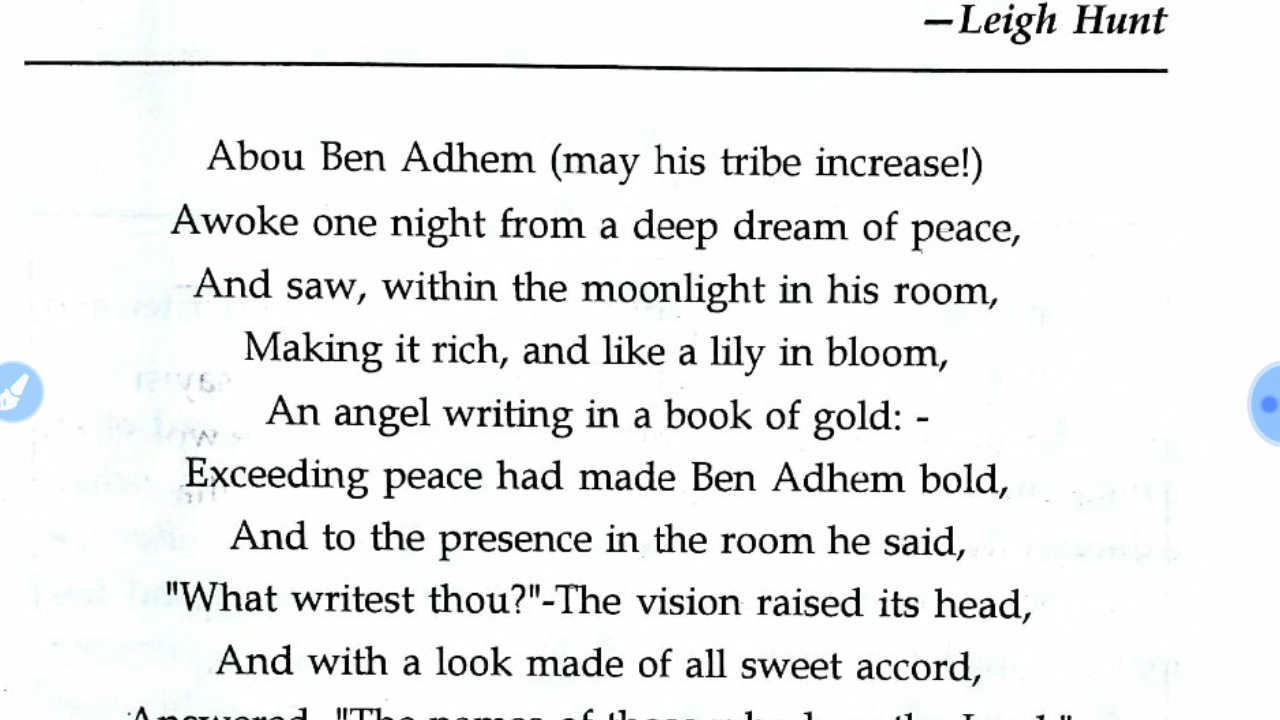 —Leigh Hunt
Abou Ben Adhem (may his tribe increase!)
Awoke one night from a deep dream of peace,
And saw, within the moonlight in his room,
Making it rich, and like a lily in bloom,
An angel writing in a book of gold: -
Exceeding peace had made Ben Adhem bold,
And to the presence in the room he said,
"What writest thou?"-The vision raised its head,
And with a look made of all sweet accord,
Answered "The names of those who love the Lord."